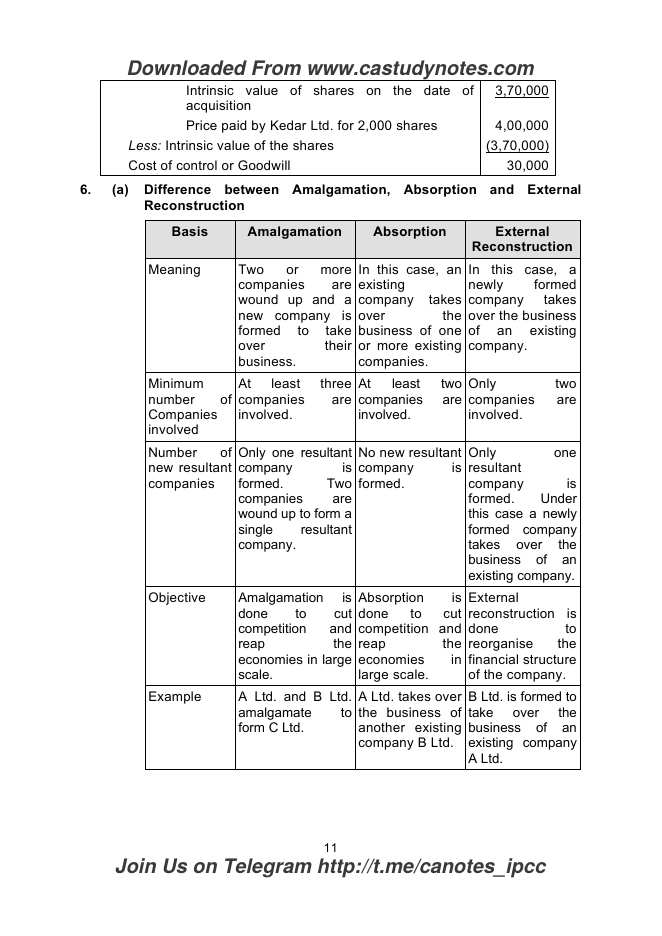 Downloaded From www.castudynotes.com
Intrinsic value of shares on the date of 3,70,000
acquisition
Price paid by Kedar Ltd. for 2,000 shares 4,00,000
Less: Intrinsic value of the shares (3,70,000)
Cost of control or Goodwill 30,000
6. (a) Difference between Amalgamation, Absorption and External
Reconstruction
Basis Amalgamation Absorption External
Reconstruction
Meaning
Two or more
companies are
wound up and a
new company is
formed to take
over their
business.
In this case, an
existing
company takes
over the
business of one
or more existing
companies.
In this case, a
newly formed
company takes
over the business
of an existing
company.
Minimum
number of
Companies
involved
At least three
companies are
involved.
At least two
companies are
involved.
Only two
companies are
involved.
Number of
new resultant
companies
Only one resultant
company is
formed. Two
companies are
wound up to form a
single resultant
company.
No new resultant
company is
formed.
Only one
resultant
company is
formed. Under
this case a newly
formed company
takes over the
business of an
existing company.
Objective
Amalgamation is
done to cut
competition and
reap the
economies in large
scale.
Absorption is
done to cut
competition and
reap the
economies in
large scale.
External
reconstruction is
done to
reorganise the
financial structure
of the company.
Example
A Ltd. and B Ltd.
amalgamate to
form C Ltd.
A Ltd. takes over
the business of
another existing
company B Ltd.
B Ltd. is formed to
take over the
business of an
existing company
A Ltd.
11
Join Us on Telegram http://t.me/canotes_ipcc